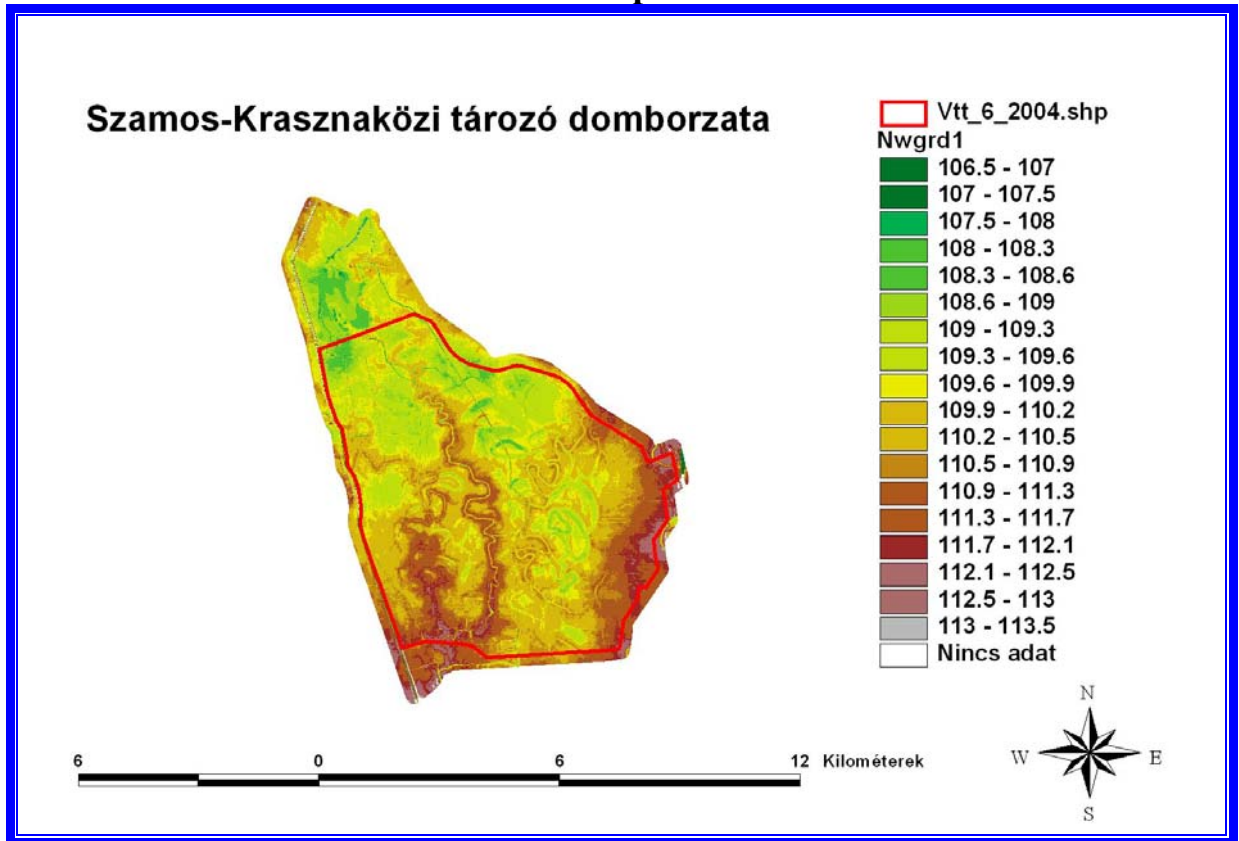 Szamos-Krasznaközi tározó domborzata
Vtt_6_2004.shp
Nwgrd1
106.5 - 107
107 - 107.5
107.5 - 108
108 - 108.3
108.3 - 108.6
108.6 - 109
109 - 109.3
109.3 - 109.6
109.6 - 109.9
109.9 - 110.2
110.2 - 110.5
110.5 - 110.9
110.9 - 111.3
111.3 - 111.7
111.7 - 112.1
112.1 - 112.5
112.5 - 113
113 - 113.5
Nincs adat
6 0 6 12 Kilométerek
N
W E
S